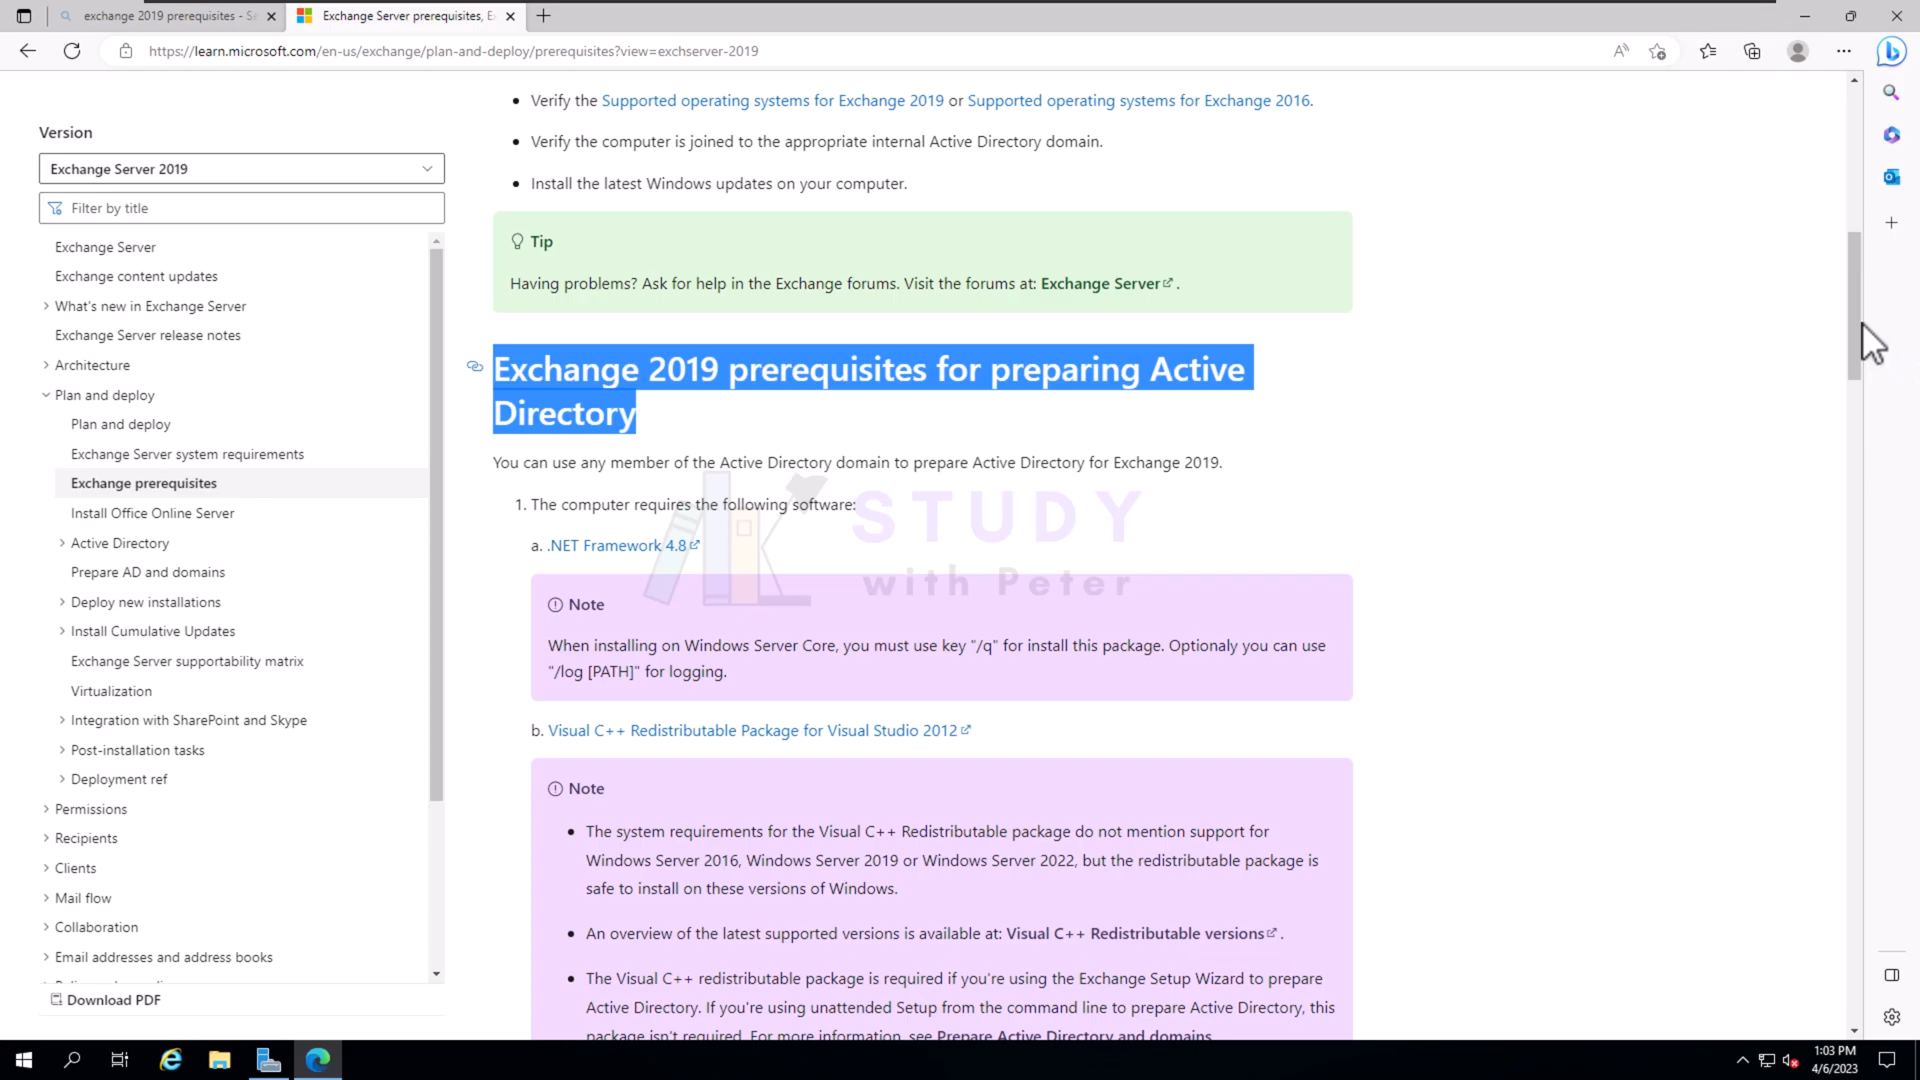 exchange 2019 prerequisites - Se
Exchange Server prerequisites, E
https://learn.microsoft.com/en-us/exchange/plan-and-deploy/prerequisites?view=exchserver-2019
Version
Exchange Server 2019
Filter by title
Exchange Server
Exchange content updates
What's new in Exchange Server
Exchange Server release notes
Architecture
Plan and deploy
Plan and deploy
Exchange Server system requirements
Exchange prerequisites
Install Office Online Server
Active Directory
Prepare AD and domains
Deploy new installations
Install Cumulative Updates
Exchange Server supportability matrix
Virtualization
Integration with SharePoint and Skype
Post-installation tasks
Deployment ref
Permissions
Recipients
Clients
Mail flow
Collaboration
Email addresses and address books
Download PDF
• Verify the Supported operating systems for Exchange 2019 or Supported operating systems for Exchange 2016.
• Verify the computer is joined to the appropriate internal Active Directory domain.
• Install the latest Windows updates on your computer.
Tip
Having problems? Ask for help in the Exchange forums. Visit the forums at: Exchange Server.
Exchange 2019 prerequisites for preparing Active
Directory
You can use any member of the Active Directory domain to prepare Active Directory for Exchange 2019.
1. The computer requires the following software:
STUDY
with Peter
a. .NET Framework 4.8
Note
When installing on Windows Server Core, you must use key "/q" for install this package. Optionaly you can use
"/log [PATH]" for logging.
b. Visual C++ Redistributable Package for Visual Studio 2012
Note
• The system requirements for the Visual C++ Redistributable package do not mention support for
Windows Server 2016, Windows Server 2019 or Windows Server 2022, but the redistributable package is
safe to install on these versions of Windows.
• An overview of the latest supported versions is available at: Visual C++ Redistributable versions.
• The Visual C++ redistributable package is required if you're using the Exchange Setup Wizard to prepare
Active Directory. If you're using unattended Setup from the command line to prepare Active Directory, this
package isn't required. For more information, see Prepare Active Directory and domains.
1:03 PM
4/6/2023